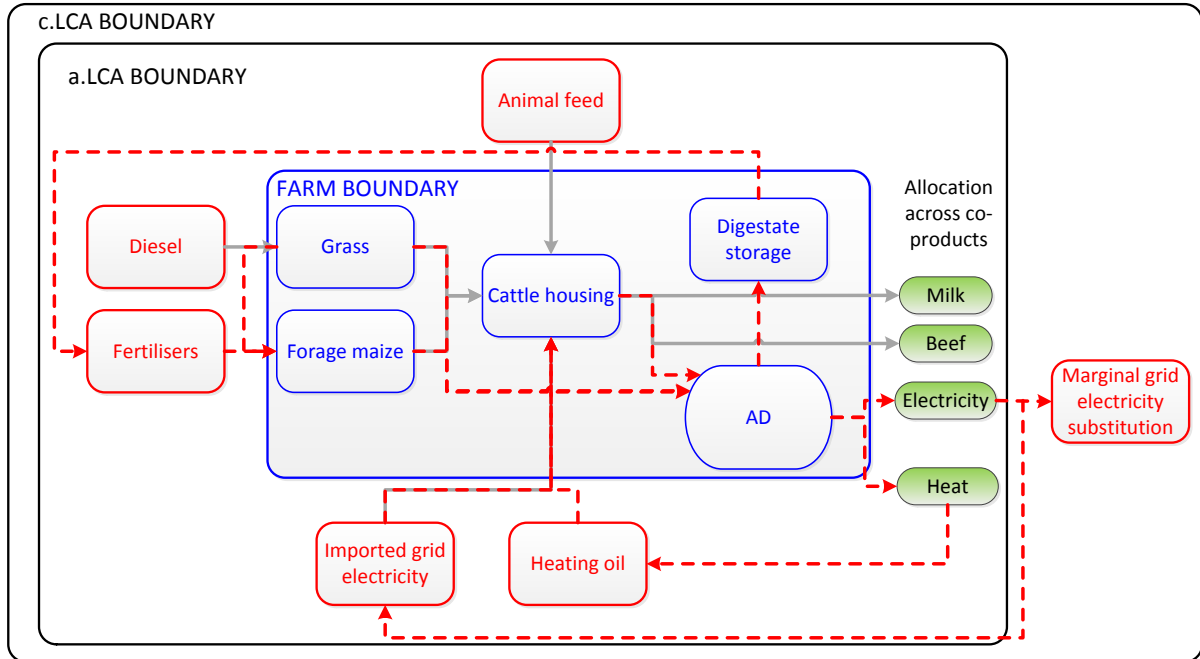 c.LCA BOUNDARY
a.LCA BOUNDARY
Animal feed
FARM BOUNDARY
Allocation
across co-
products
Diesel
Grass
Digestate
storage
Cattle housing
Milk
Fertilisers
Forage maize
Beef
AD
Electricity
Marginal grid
electricity
substitution
Heat
Imported grid
electricity
Heating oil